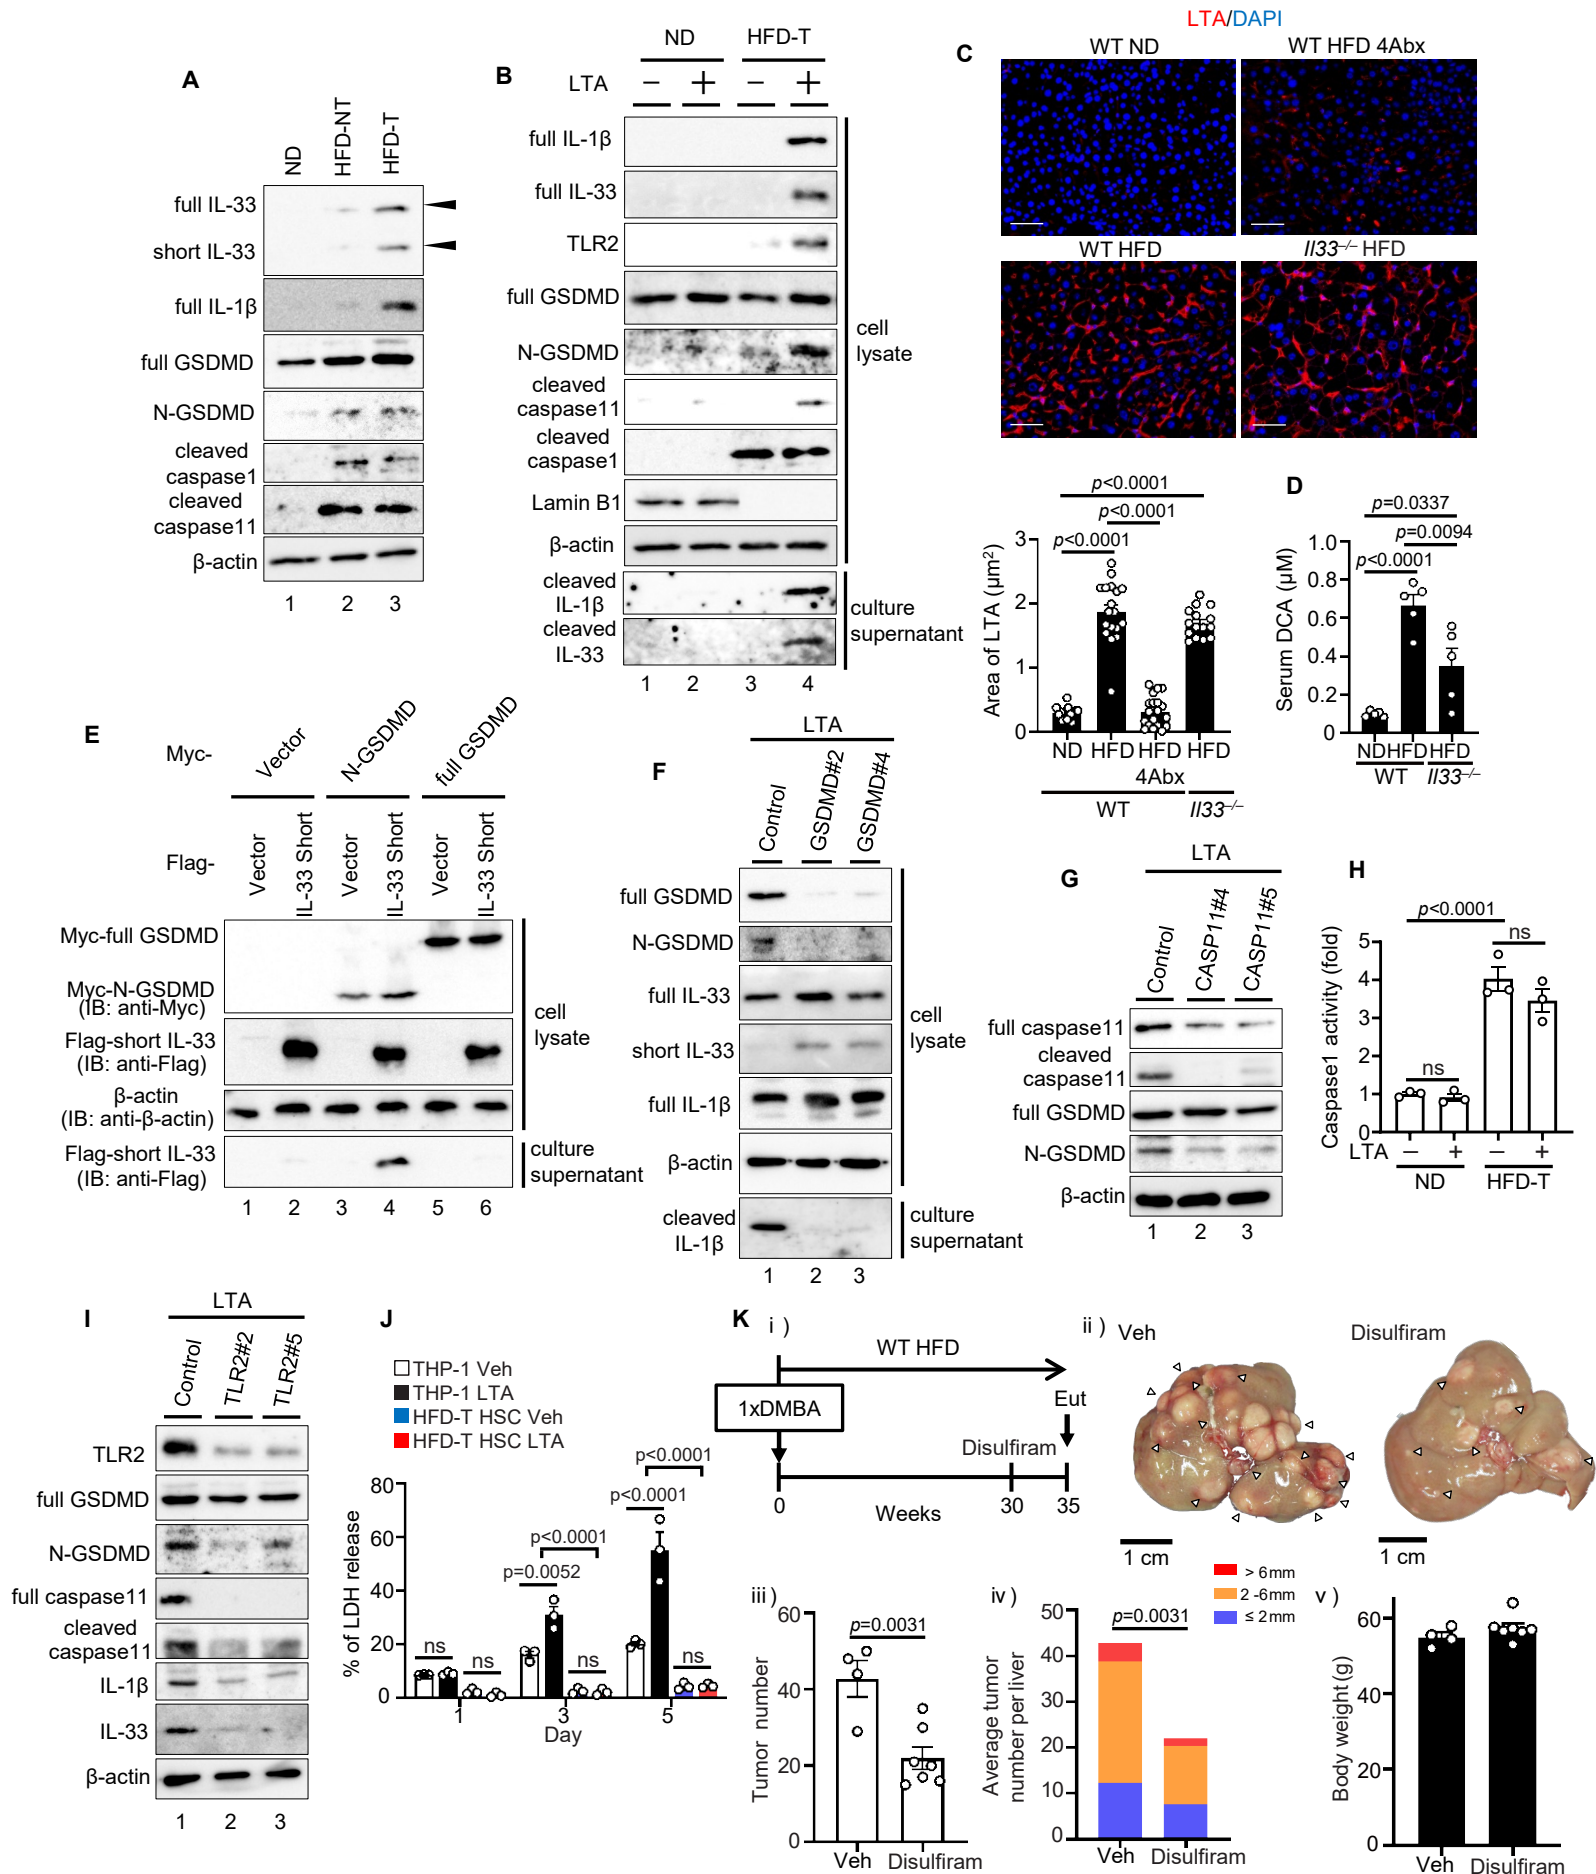 A
ND
HFD-NT
HFD-T
full IL-33
short IL-33
full IL-1β
full GSDMD
N-GSDMD
cleaved
caspase1
cleaved
caspase11
β-actin
1 2 3
B
ND HFD-T
LTA − + − +
full IL-1β
full IL-33
TLR2
full GSDMD
N-GSDMD
cleaved
caspase11
cleaved
caspase1
Lamin B1
β-actin
cleaved
IL-1β
cleaved
IL-33
cell
lysate
culture
supernatant
1 2 3 4
C
LTA/DAPI
WT ND
WT HFD 4Abx
WT HFD
Il33–/– HFD
p<0.0001
p<0.0001
p<0.0001
Area of LTA (μm2)
3
2
1
0
ND HFD HFD HFD
4Abx
WT Il33–/–
D
p=0.0337
p=0.0094
p<0.0001
Serum DCA (μM)
1.0
0.8
0.6
0.4
0.2
0
ND HFD HFD
WT Il33–/–
E
Myc-
Vector
N-GSDMD
full GSDMD
Flag-
Vector
IL-33 Short
Vector
IL-33 Short
Vector
IL-33 Short
Myc-full GSDMD
Myc-N-GSDMD
(IB: anti-Myc)
Flag-short IL-33
(IB: anti-Flag)
β-actin
(IB: anti-β-actin)
Flag-short IL-33
(IB: anti-Flag)
cell
lysate
culture
supernatant
1 2 3 4 5 6
F
LTA
Control
GSDMD#2
GSDMD#4
full GSDMD
N-GSDMD
full IL-33
short IL-33
full IL-1β
β-actin
cleaved
IL-1β
cell
lysate
culture
supernatant
1 2 3
G
LTA
Control
CASP11#4
CASP11#5
full caspase11
cleaved
caspase11
full GSDMD
N-GSDMD
β-actin
1 2 3
H
p<0.0001
ns
ns
Caspase1 activity (fold)
5
4
3
2
1
0
LTA − + − +
ND HFD-T
I
LTA
Control
TLR2#2
TLR2#5
TLR2
full GSDMD
N-GSDMD
full caspase11
cleaved
caspase11
IL-1β
IL-33
β-actin
1 2 3
J
THP-1 Veh
THP-1 LTA
HFD-T HSC Veh
HFD-T HSC LTA
p<0.0001
p<0.0001
p<0.0001
p=0.0052
ns
ns
ns
ns
% of LDH release
80
60
40
20
0
1 3 5
Day
K
i )
WT HFD
1xDMBA
Eut
Disulfiram
0 30 35
Weeks
ii )
Veh
Disulfiram
1 cm
1 cm
iii )
p=0.0031
Tumor number
60
40
20
0
Veh Disulfiram
iv )
> 6mm
2 -6mm
≤ 2mm
p=0.0031
Average tumor
number per liver
50
40
30
20
10
0
Veh Disulfiram
v )
Body weight (g)
60
40
20
0
Veh Disulfiram